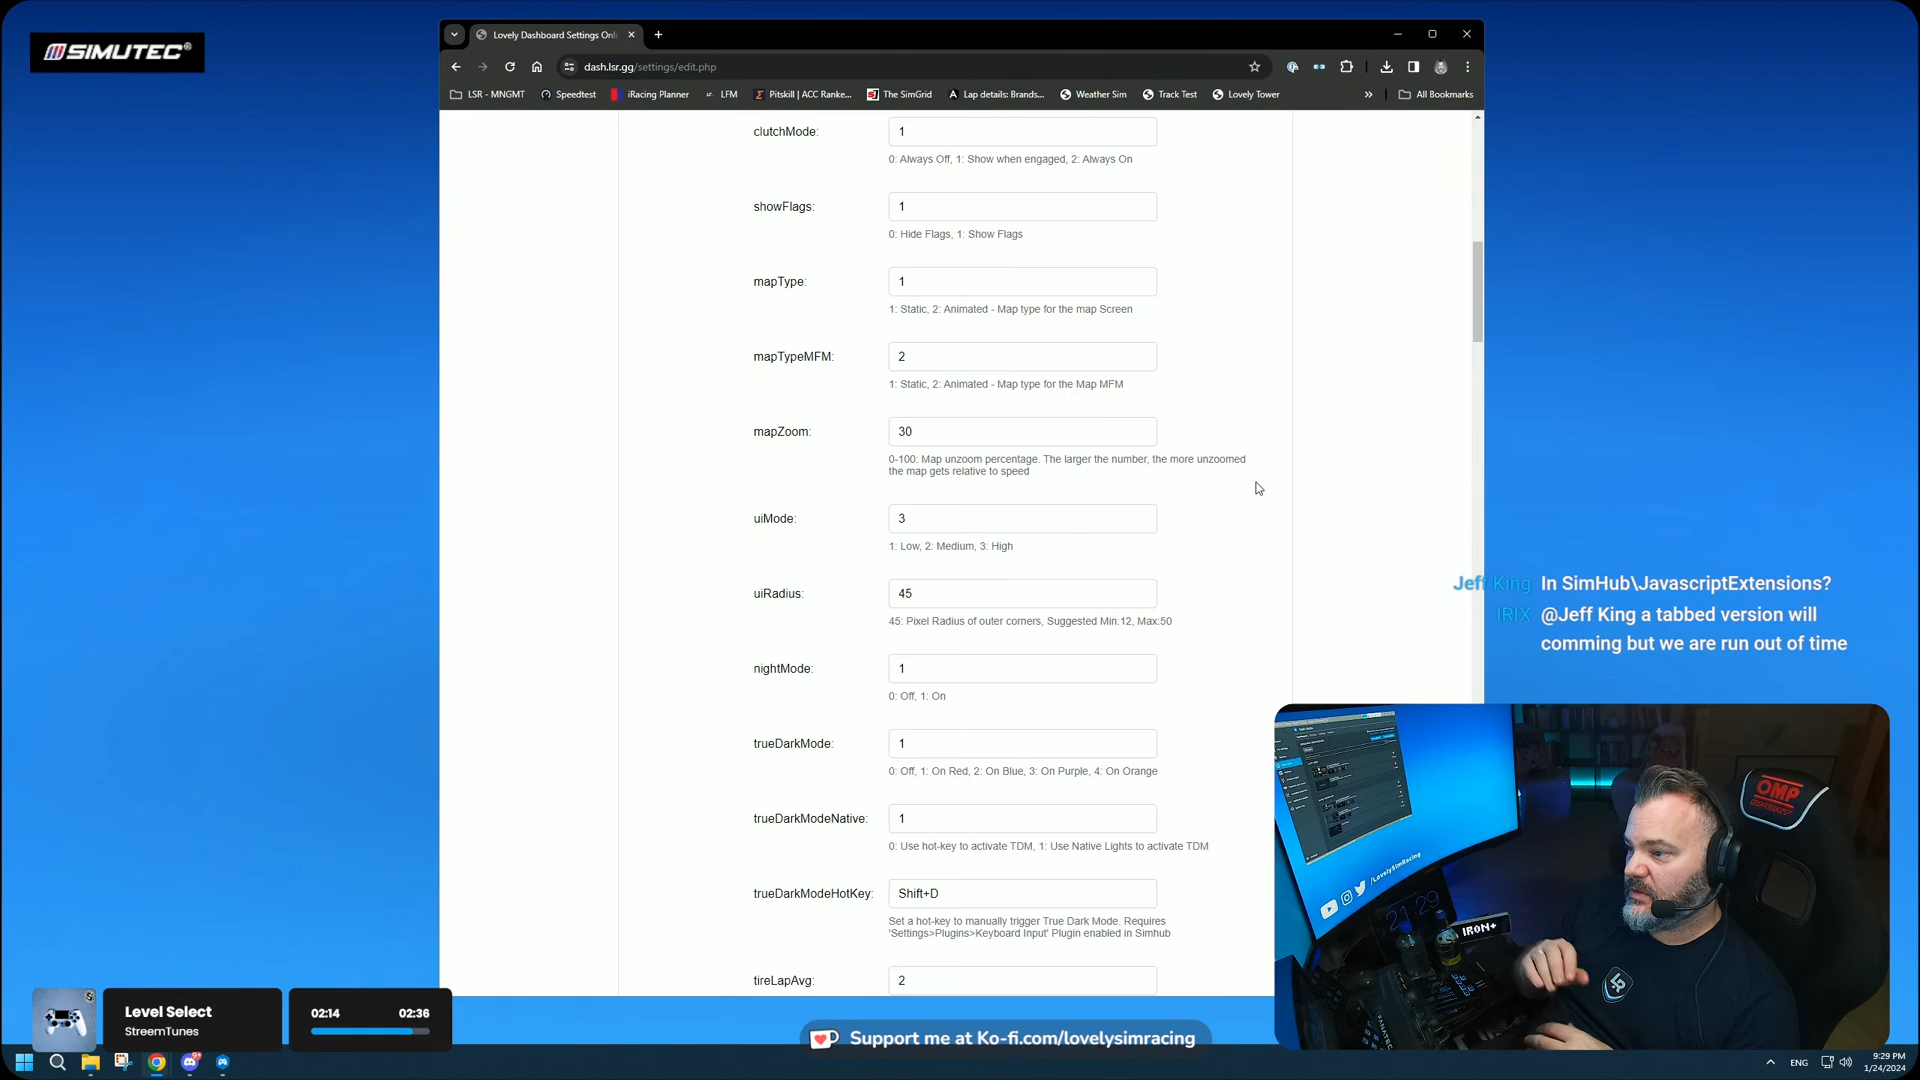 SIMUTEC®
Lovely Dashboard Settings Onli
dash.lsr.gg/settings/edit.php
LSR - MNGMT
Speedtest
iRacing Planner
LFM
Pitskill | ACC Ranke...
The SimGrid
Lap details: Brands...
Weather Sim
Track Test
Lovely Tower
»
All Bookmarks
clutchMode:
1
0: Always Off, 1: Show when engaged, 2: Always On
showFlags:
1
0: Hide Flags, 1: Show Flags
mapType:
1
1: Static, 2: Animated - Map type for the map Screen
mapTypeMFM:
2
1: Static, 2: Animated - Map type for the Map MFM
mapZoom:
30
0-100: Map unzoom percentage. The larger the number, the more unzoomed
the map gets relative to speed
uiMode:
3
1: Low, 2: Medium, 3: High
uiRadius:
45
45: Pixel Radius of outer corners, Suggested Min:12, Max:50
nightMode:
1
0: Off, 1: On
trueDarkMode:
1
0: Off, 1: On Red, 2: On Blue, 3: On Purple, 4: On Orange
trueDarkModeNative:
1
0: Use hot-key to activate TDM, 1: Use Native Lights to activate TDM
trueDarkModeHotKey:
Shift+D
Set a hot-key to manually trigger True Dark Mode. Requires
'Settings>Plugins>Keyboard Input' Plugin enabled in Simhub
tireLapAvg:
2
Jeff King In SimHub\JavascriptExtensions?
IRIX @Jeff King a tabbed version will
comming but we are run out of time
OMP
/LovelySimRacing
21 29
IRON+
FANATEC
Level Select
StreemTunes
02:14
02:36
Support me at Ko-fi.com/lovelysimracing
ENG
9:29 PM
1/24/2024